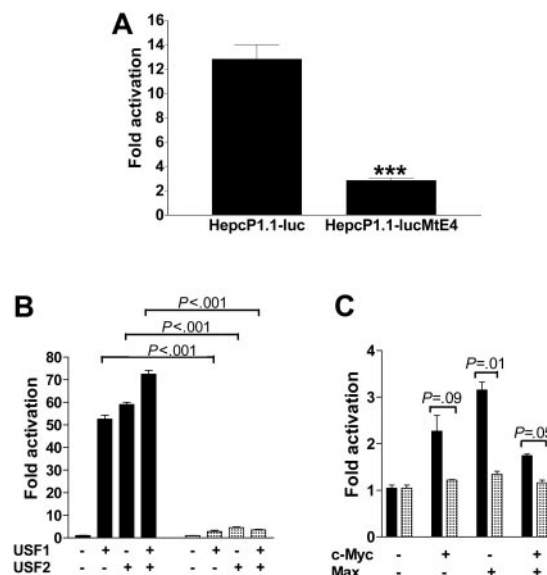 A
Fold activation
16
14
12
10
8
6
4
2
0
***
HepcP1.1-luc HepcP1.1-lucMtE4
B
P<.001
P<.001
P<.001
Fold activation
80
70
60
50
40
30
20
10
0
USF1 - + - + - + - +
USF2 - - + + - - + +
C
P=.01
P=.09
P=.05
Fold activation
4
3
2
1
0
c-Myc - + - +
Max - - + +